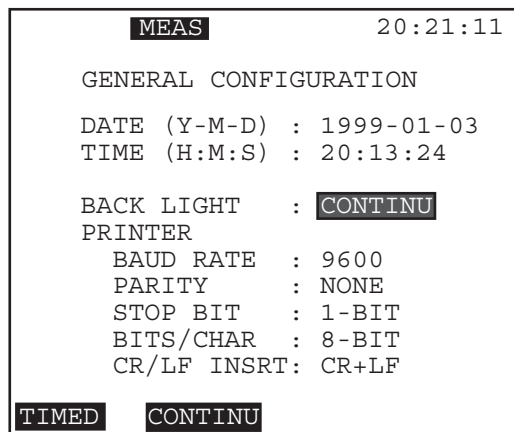 MEAS 20:21:11
GENERAL CONFIGURATION
DATE (Y-M-D) : 1999-01-03
TIME (H:M:S) : 20:13:24
BACK LIGHT : CONTINU
PRINTER
BAUD RATE : 9600
PARITY : NONE
STOP BIT : 1-BIT
BITS/CHAR : 8-BIT
CR/LF INSRT: CR+LF
TIMED CONTINU